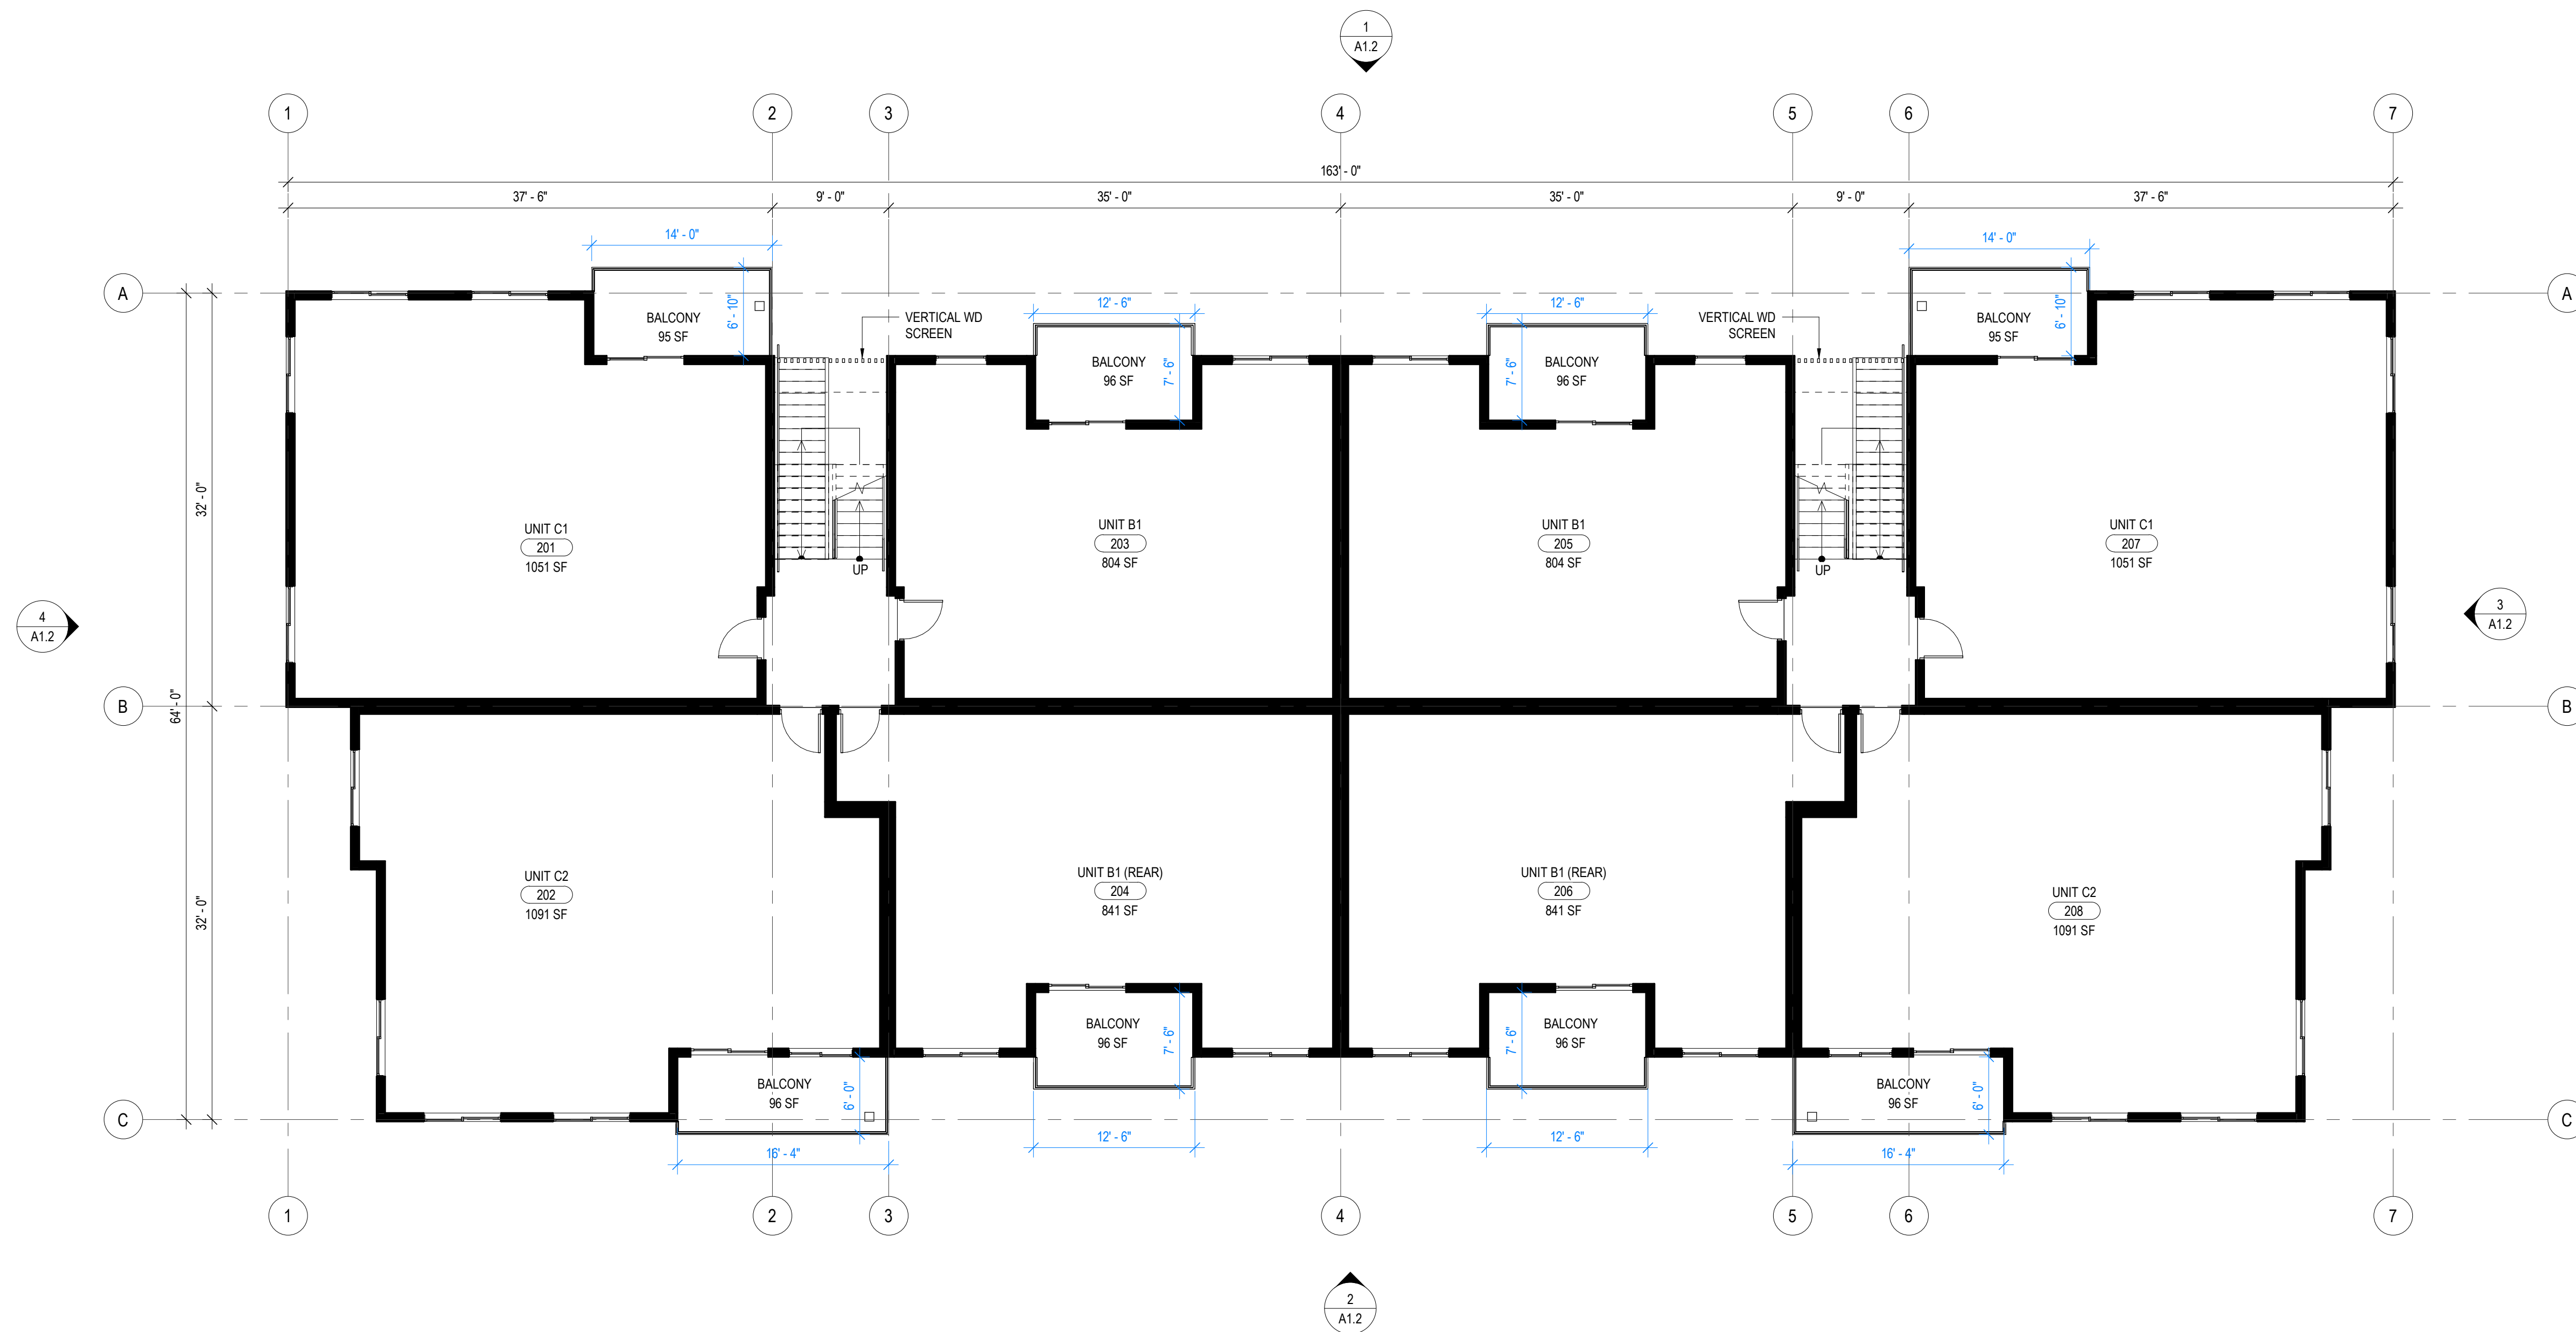 1
A1.2
1
2
3
4
5
6
7
163' - 0"
37' - 6"
9' - 0"
35' - 0"
35' - 0"
9' - 0"
37' - 6"
14' - 0"
14' - 0"
A
A
6' - 10"
6' - 10"
12' - 6"
12' - 6"
BALCONY
95 SF
VERTICAL WD
SCREEN
BALCONY
96 SF
7' - 6"
7' - 6"
BALCONY
96 SF
VERTICAL WD
SCREEN
BALCONY
95 SF
32' - 0"
UNIT C1
201
1051 SF
UP
UNIT B1
203
804 SF
UNIT B1
205
804 SF
UP
UNIT C1
207
1051 SF
4
A1.2
3
A1.2
64' - 0"
B
B
32' - 0"
UNIT C2
202
1091 SF
UNIT B1 (REAR)
204
841 SF
UNIT B1 (REAR)
206
841 SF
UNIT C2
208
1091 SF
BALCONY
96 SF
7' - 6"
7' - 6"
BALCONY
96 SF
BALCONY
96 SF
6' - 0"
BALCONY
96 SF
6' - 0"
C
C
12' - 6"
12' - 6"
16' - 4"
16' - 4"
1
2
3
4
5
6
7
2
A1.2